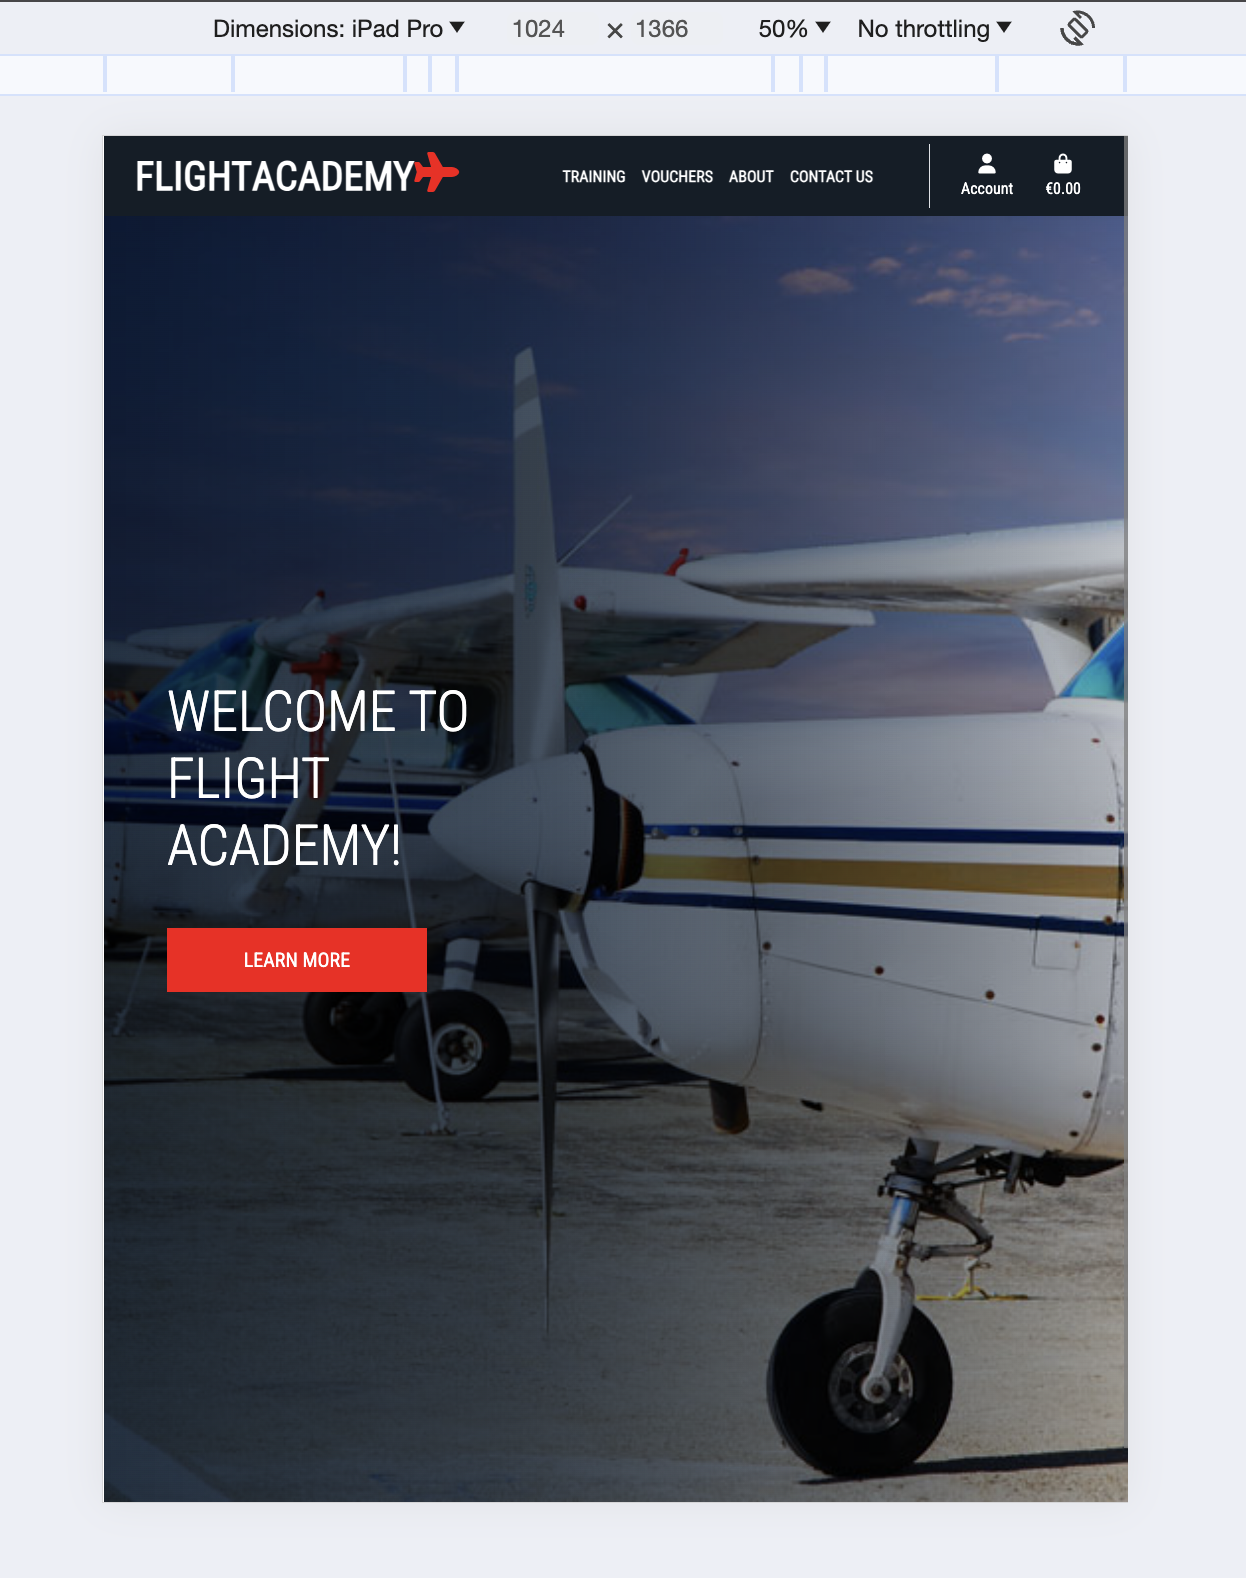 Dimensions: iPad Pro ▼ 1024 × 1366 50% ▼ No throttling ▼
FLIGHTACADEMY TRAINING VOUCHERS ABOUT CONTACT US Account €0.00
WELCOME TO
FLIGHT
ACADEMY!
LEARN MORE